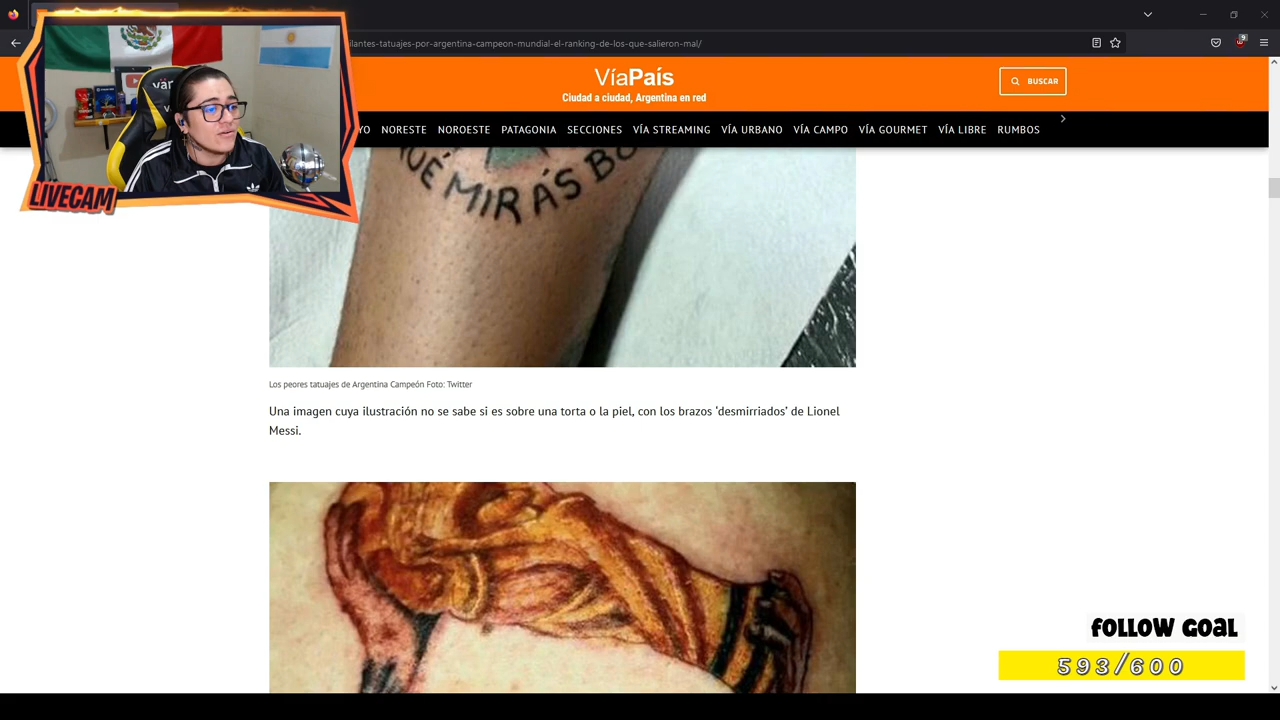 ilantes-tatuajes-por-argentina-campeon-mundial-el-ranking-de-los-que-salieron-mal/
9
VíaPaís
Ciudad a ciudad, Argentina en red
BUSCAR
YO NORESTE NOROESTE PATAGONIA SECCIONES VÍA STREAMING VÍA URBANO VÍA CAMPO VÍA GOURMET VÍA LIBRE RUMBOS
LIVECAM
QUÉ MIRÁS BO
Los peores tatuajes de Argentina Campeón Foto: Twitter
Una imagen cuya ilustración no se sabe si es sobre una torta o la piel, con los brazos ‘desmirriados’ de Lionel
Messi.
FOLLOW GOAL
593/600